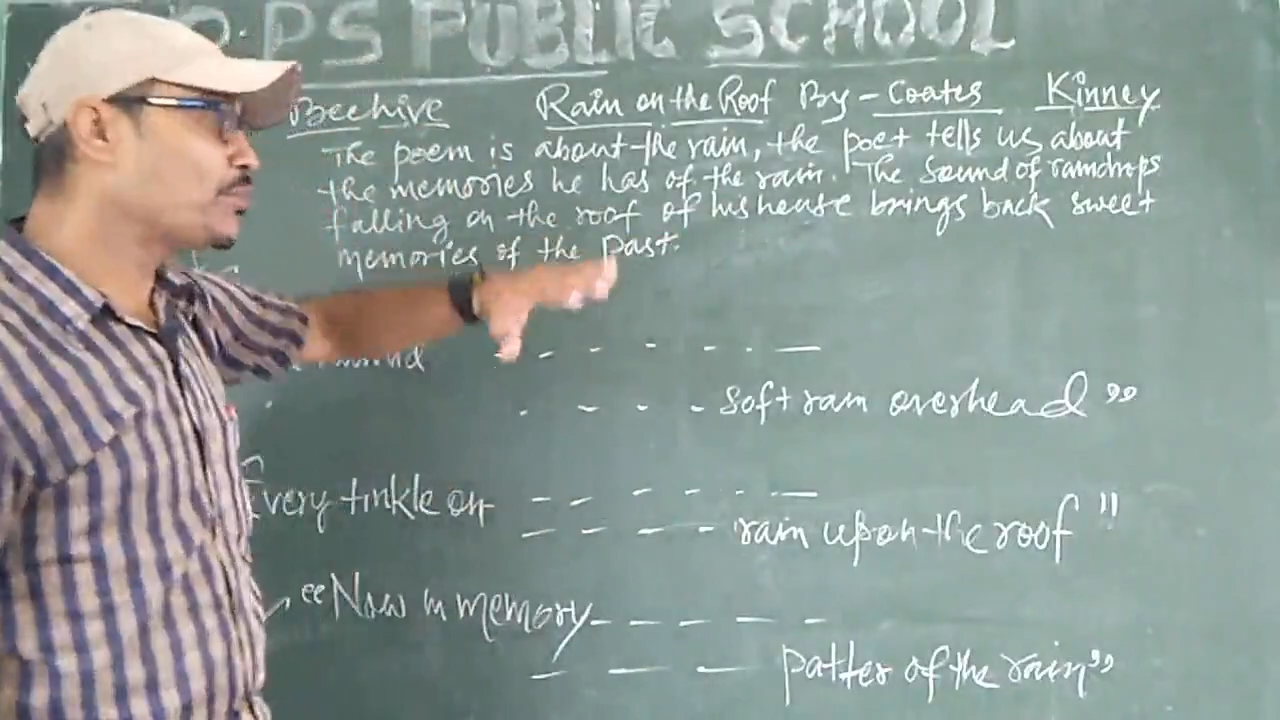 PS PUBLIC SCHOOL
Beehive Rain on the Roof By - Coates Kinney
The poem is about the rain, the poet tells us about
the memories he has of the rain. The sound of raindrops
falling on the roof of his house brings back sweet
memories of the past.
- - - - - —
. - - - soft rain overhead”
Every tinkle on - - - - - —
- - - - rain upon the roof"
“Now in memory - - - - - -
- - - patter of the rain”